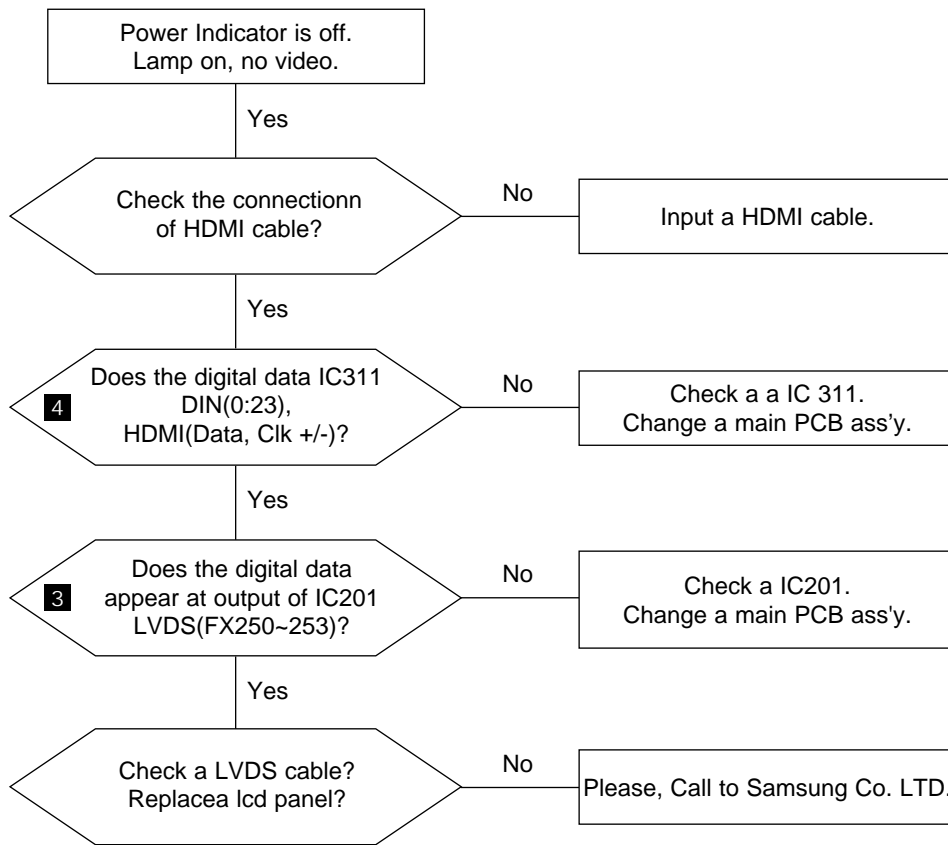 Power Indicator is off.
Lamp on, no video.
Yes
Check the connectionn
of HDMI cable?
No
Input a HDMI cable.
Yes
4
Does the digital data IC311
DIN(0:23),
HDMI(Data, Clk +/-)?
No
Check a a IC 311.
Change a main PCB ass’y.
Yes
3
Does the digital data
appear at output of IC201
LVDS(FX250~253)?
No
Check a IC201.
Change a main PCB ass'y.
Yes
Check a LVDS cable?
Replacea lcd panel?
No
Please, Call to Samsung Co. LTD.